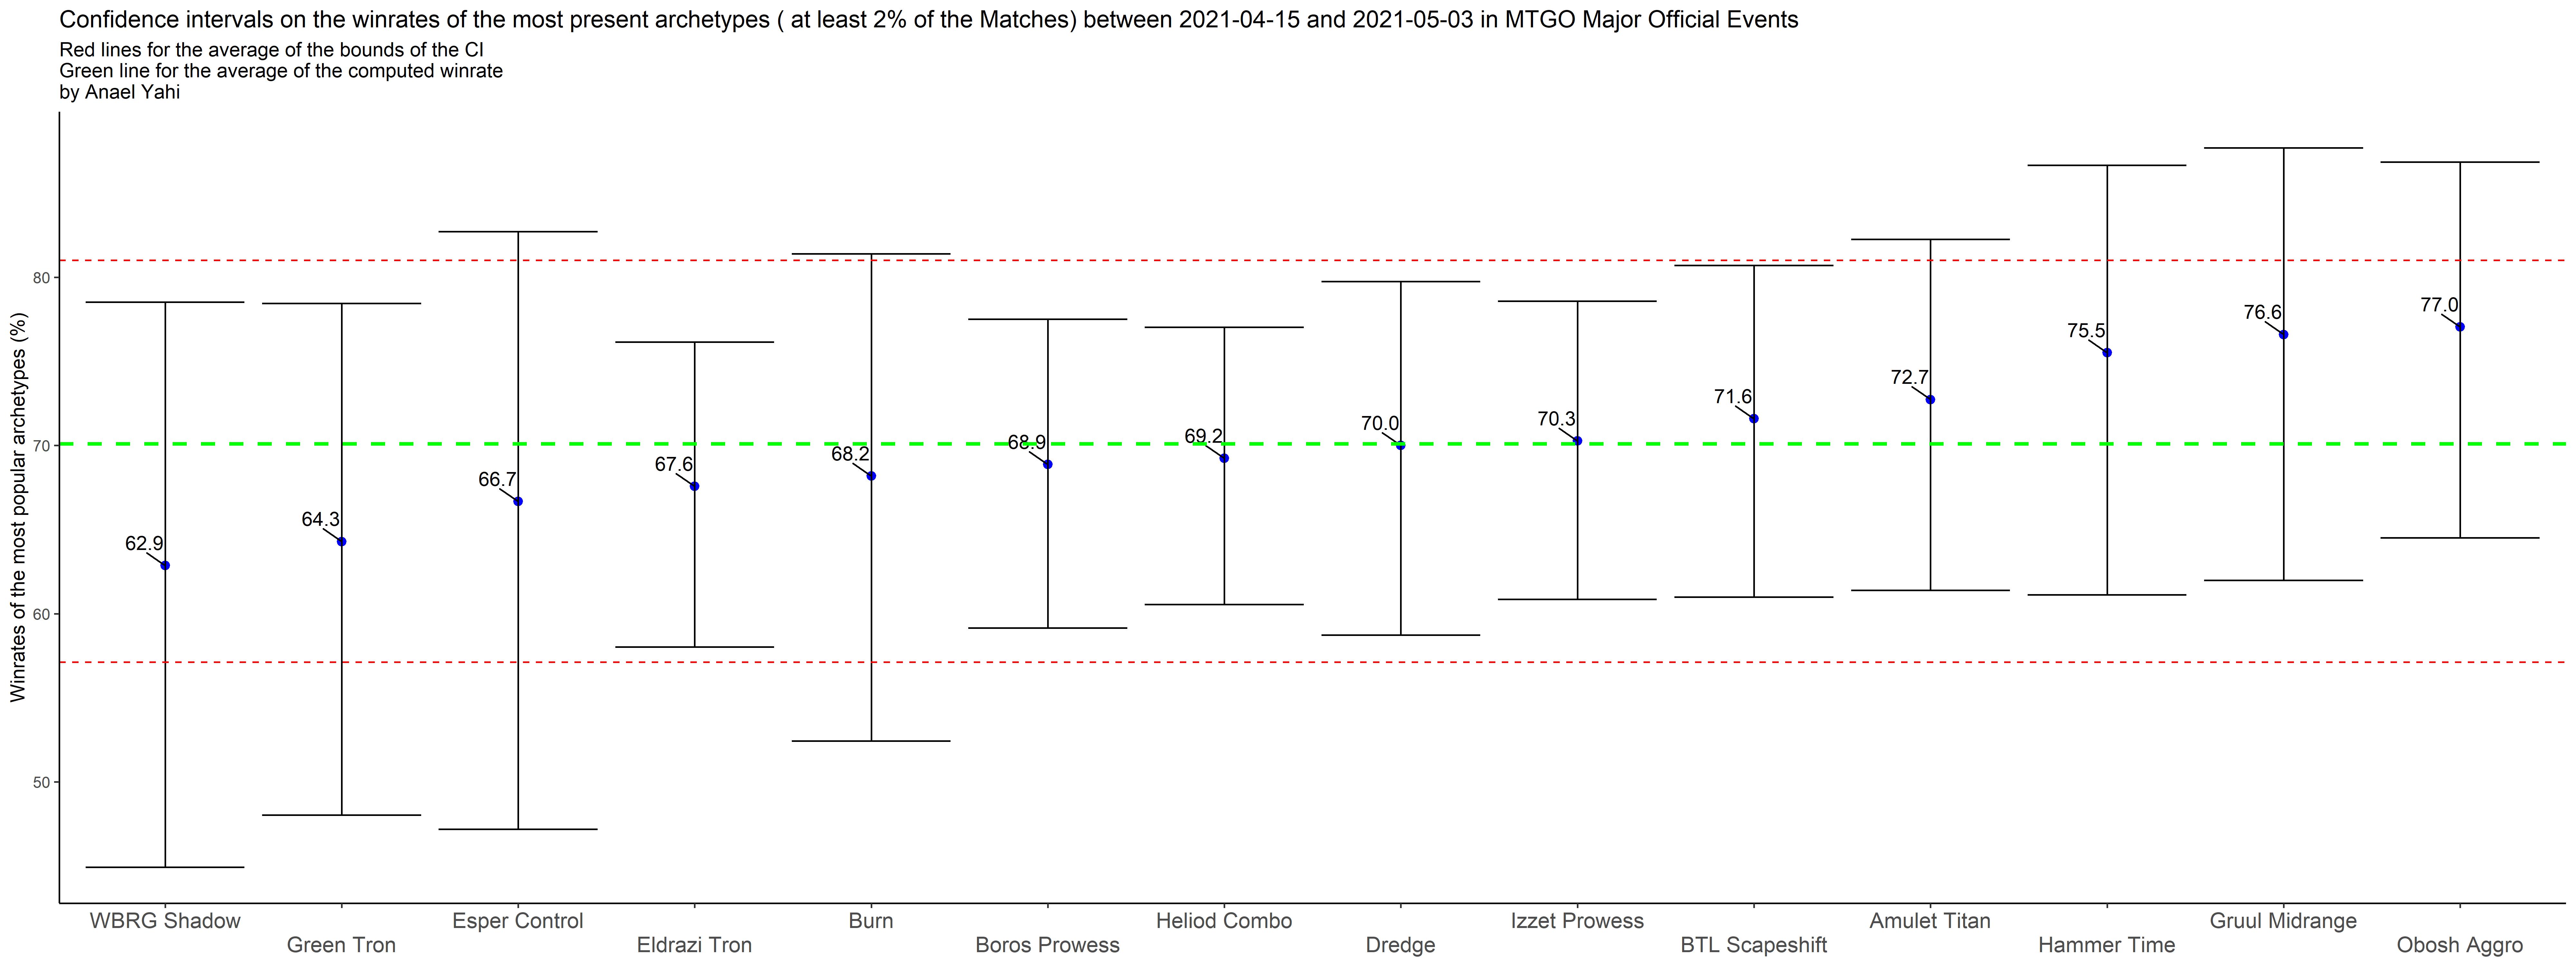 Confidence intervals on the winrates of the most present archetypes ( at least 2% of the Matches) between 2021-04-15 and 2021-05-03 in MTGO Major Official Events
Red lines for the average of the bounds of the CI
Green line for the average of the computed winrate
by Anael Yahi
Winrates of the most popular archetypes (%)
80
70
60
50
62.9
64.3
66.7
67.6
68.2
68.9
69.2
70.0
70.3
71.6
72.7
75.5
76.6
77.0
WBRG Shadow
Green Tron
Esper Control
Eldrazi Tron
Burn
Boros Prowess
Heliod Combo
Dredge
Izzet Prowess
BTL Scapeshift
Amulet Titan
Hammer Time
Gruul Midrange
Obosh Aggro